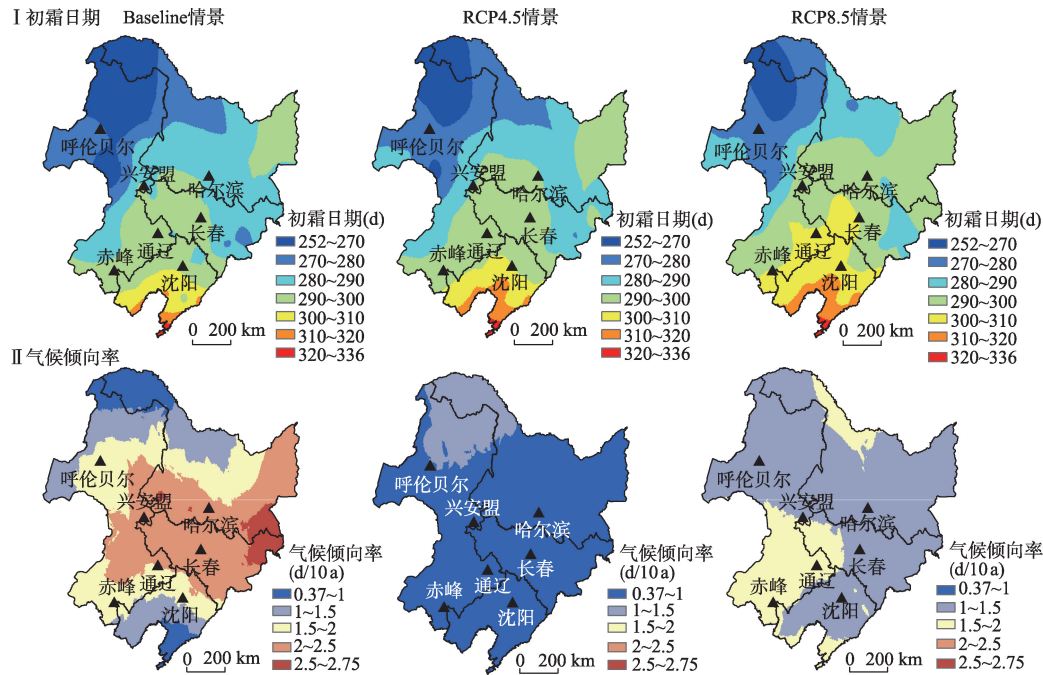 Ⅰ初霜日期 Baseline情景 RCP4.5情景 RCP8.5情景
呼伦贝尔
兴安盟
哈尔滨
长春
通辽
赤峰
沈阳
初霜日期(d)
252~270
270~280
280~290
290~300
300~310
310~320
320~336
0 200 km
呼伦贝尔
兴安盟
哈尔滨
长春
通辽
赤峰
沈阳
初霜日期(d)
252~270
270~280
280~290
290~300
300~310
310~320
320~336
0 200 km
呼伦贝尔
兴安盟
哈尔滨
长春
通辽
赤峰
沈阳
初霜日期(d)
252~270
270~280
280~290
290~300
300~310
310~320
320~336
0 200 km
Ⅱ气候倾向率
呼伦贝尔
兴安盟
哈尔滨
长春
通辽
赤峰
沈阳
气候倾向率
(d/10 a)
0.37~1
1~1.5
1.5~2
2~2.5
2.5~2.75
0 200 km
呼伦贝尔
兴安盟
哈尔滨
长春
通辽
赤峰
沈阳
气候倾向率
(d/10 a)
0.37~1
1~1.5
1.5~2
2~2.5
2.5~2.75
0 200 km
呼伦贝尔
兴安盟
哈尔滨
长春
通辽
赤峰
沈阳
气候倾向率
(d/10 a)
0.37~1
1~1.5
1.5~2
2~2.5
2.5~2.75
0 200 km